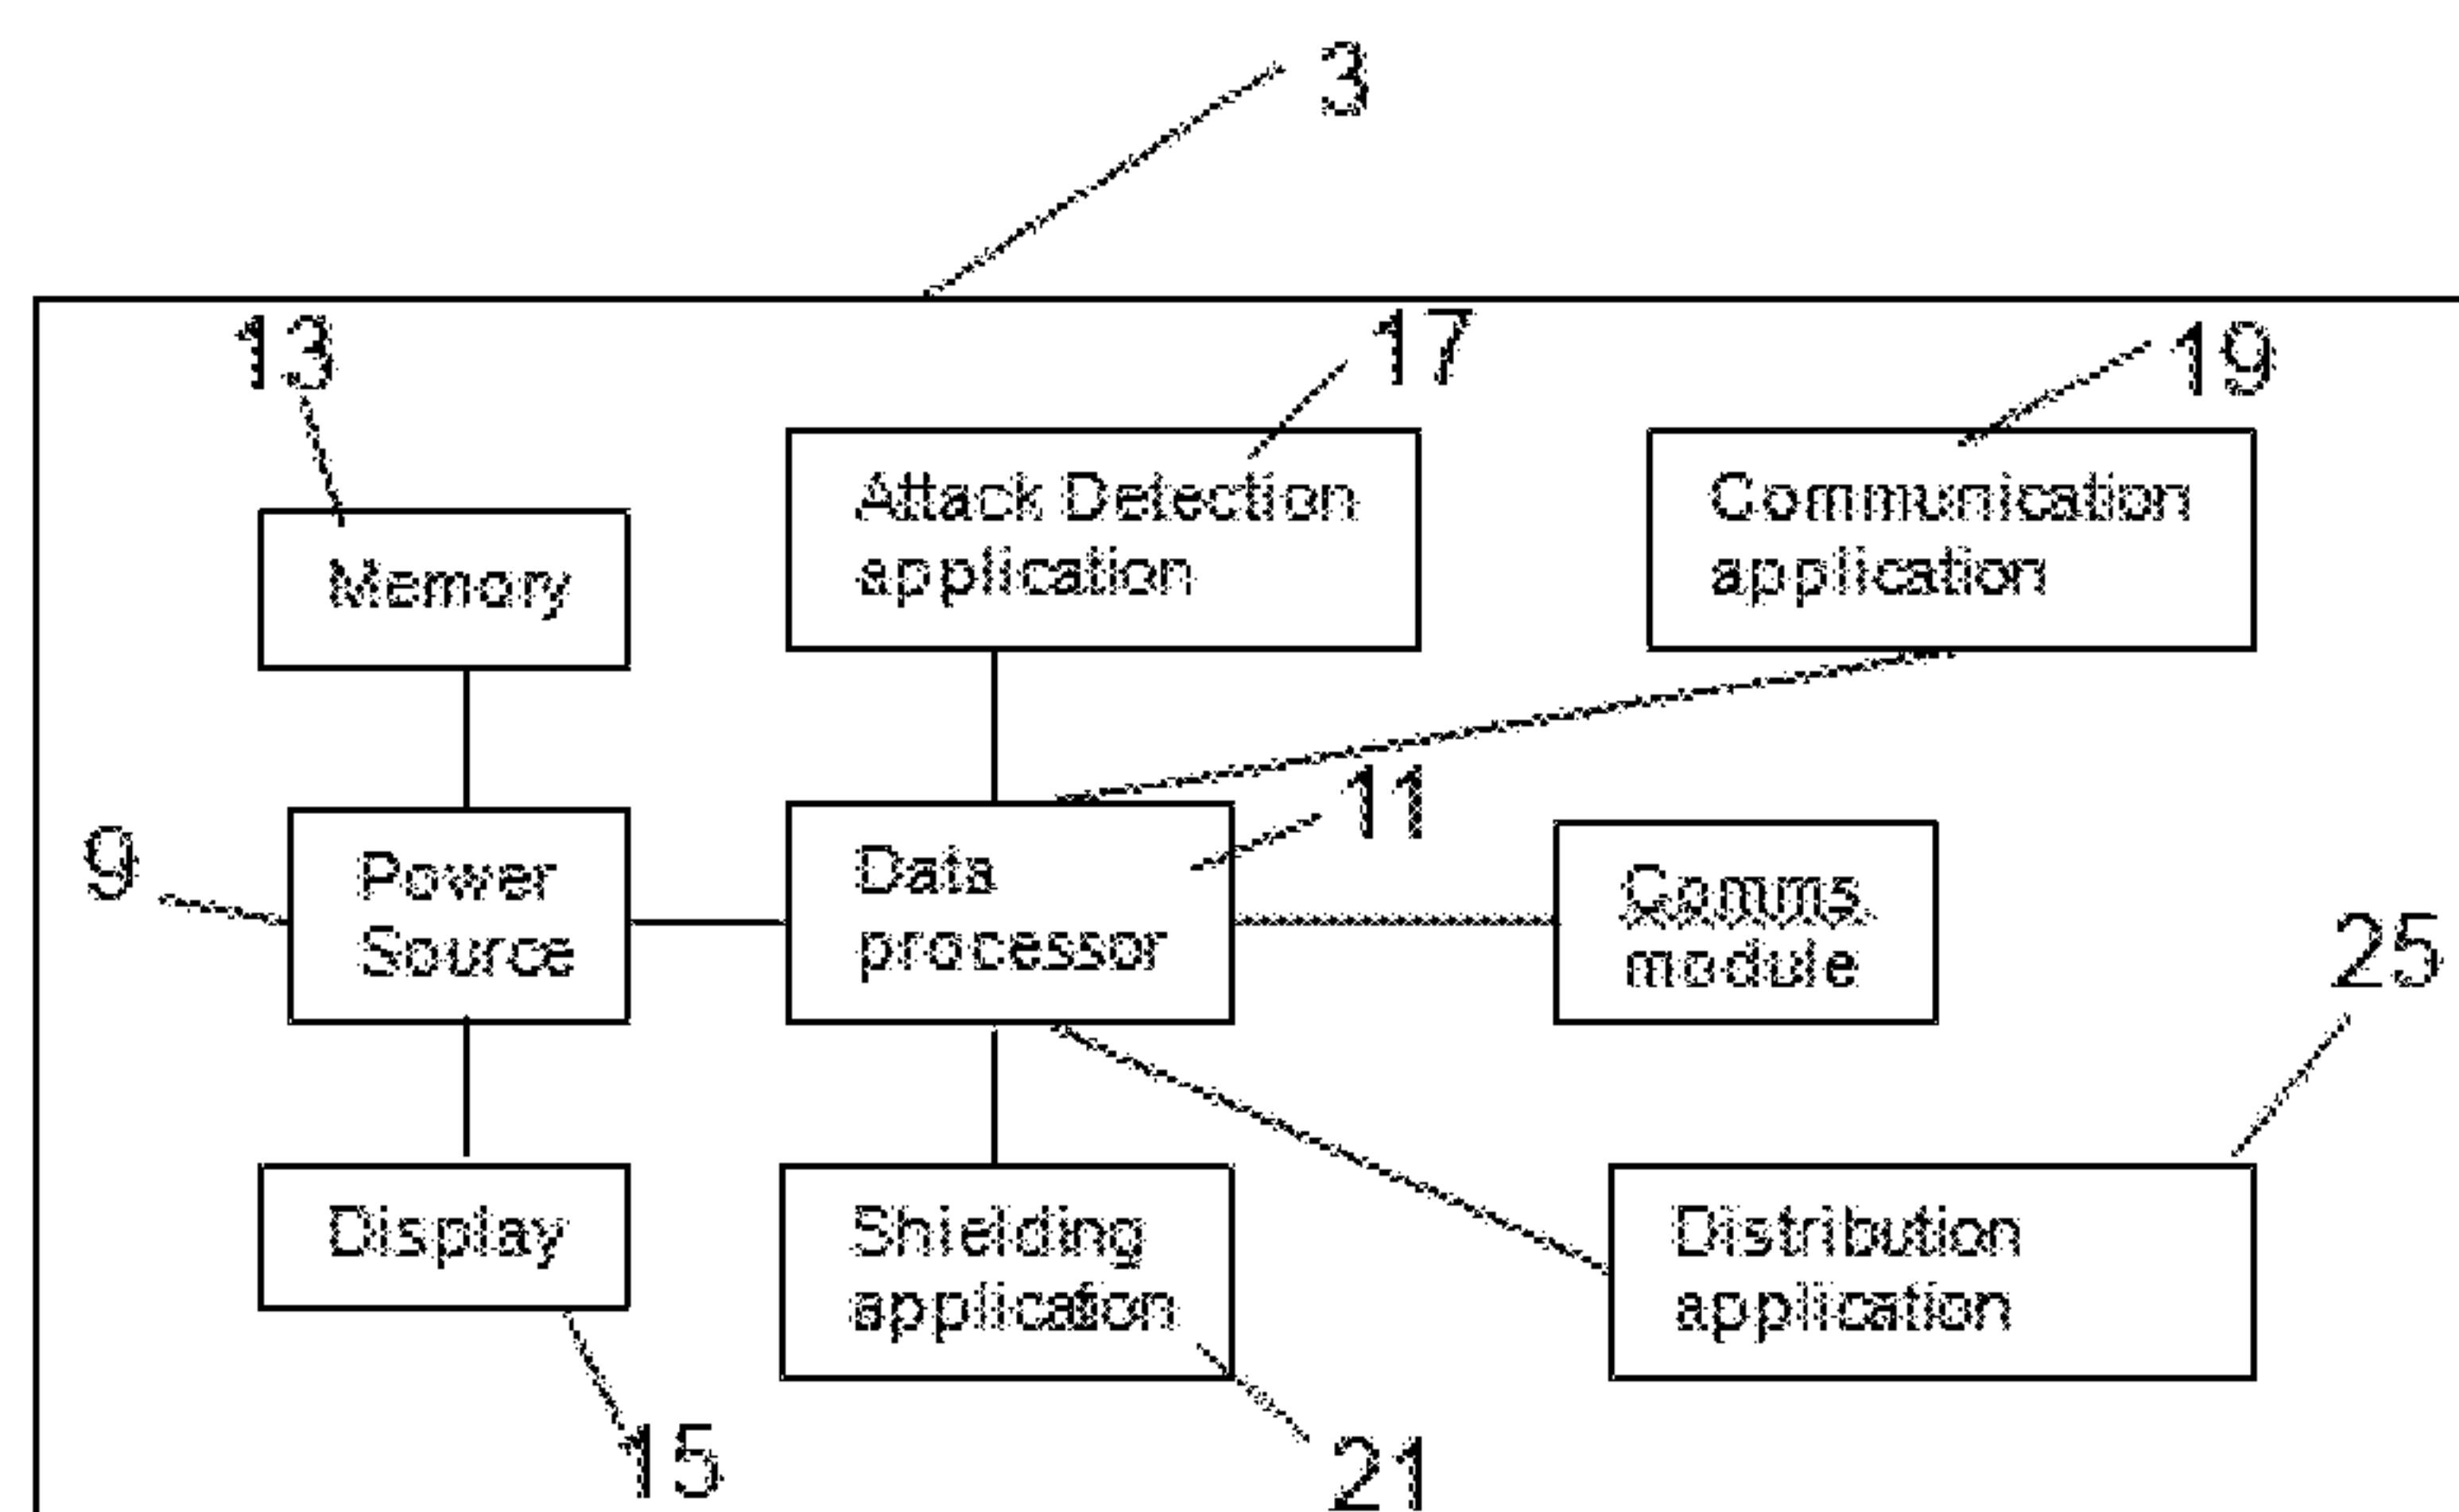 3
13
17
19
Attack Detection
application
Communication
application
Memory
11
9
Power
Source
Data
processor
Comms
module
25
Display
Shielding
application
Distribution
application
15
21